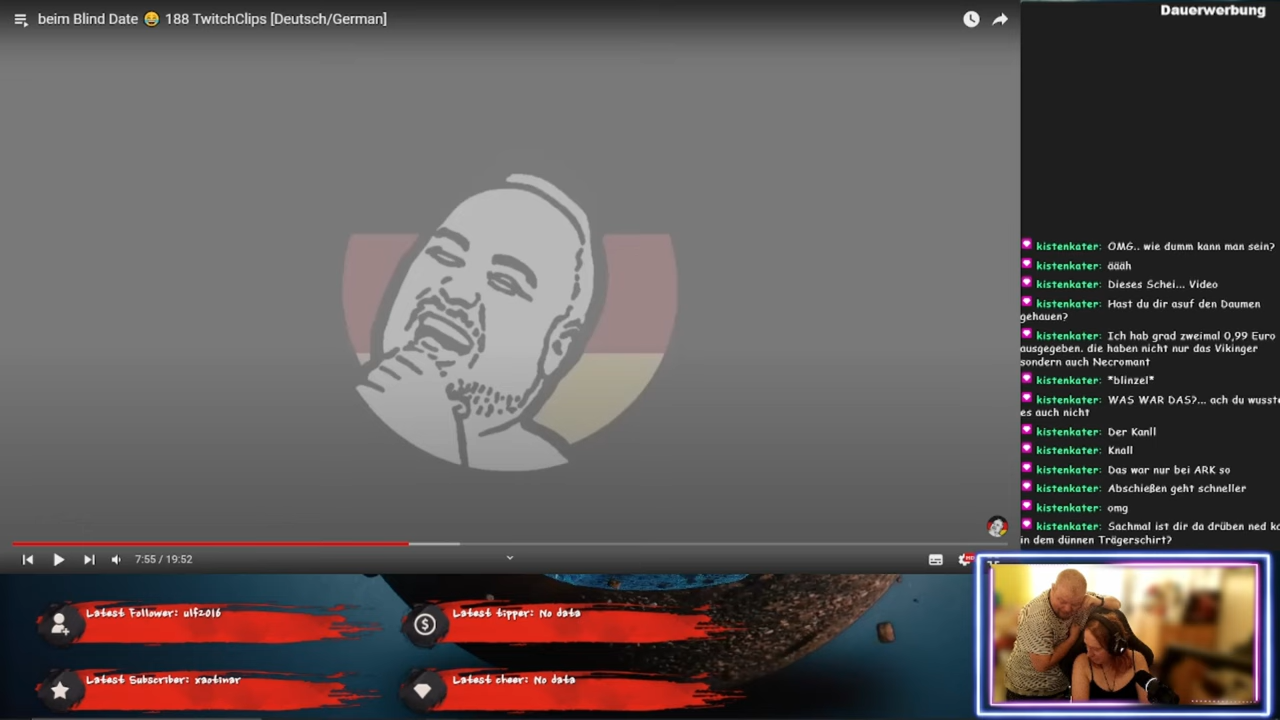 beim Blind Date 😂 188 TwitchClips [Deutsch/German]
Dauerwerbung
kistenkater: OMG.. wie dumm kann man sein?
kistenkater: äääh
kistenkater: Dieses Schei... Video
kistenkater: Hast du dir asuf den Daumen
gehauen?
kistenkater: Ich hab grad zweimal 0,99 Euro
ausgegeben. die haben nicht nur das Vikinger
sondern auch Necromant
kistenkater: *blinzel*
kistenkater: WAS WAR DAS?... ach du wusste
es auch nicht
kistenkater: Der Kanll
kistenkater: Knall
kistenkater: Das war nur bei ARK so
kistenkater: Abschießen geht schneller
kistenkater: omg
kistenkater: Sachmal ist dir da drüben ned
in dem dünnen Trägerschirt?
7:55 / 19:52
Latest Follower: ulf2016
Latest tipper: No data
Latest Subscriber: xaotinar
Latest cheer: No data